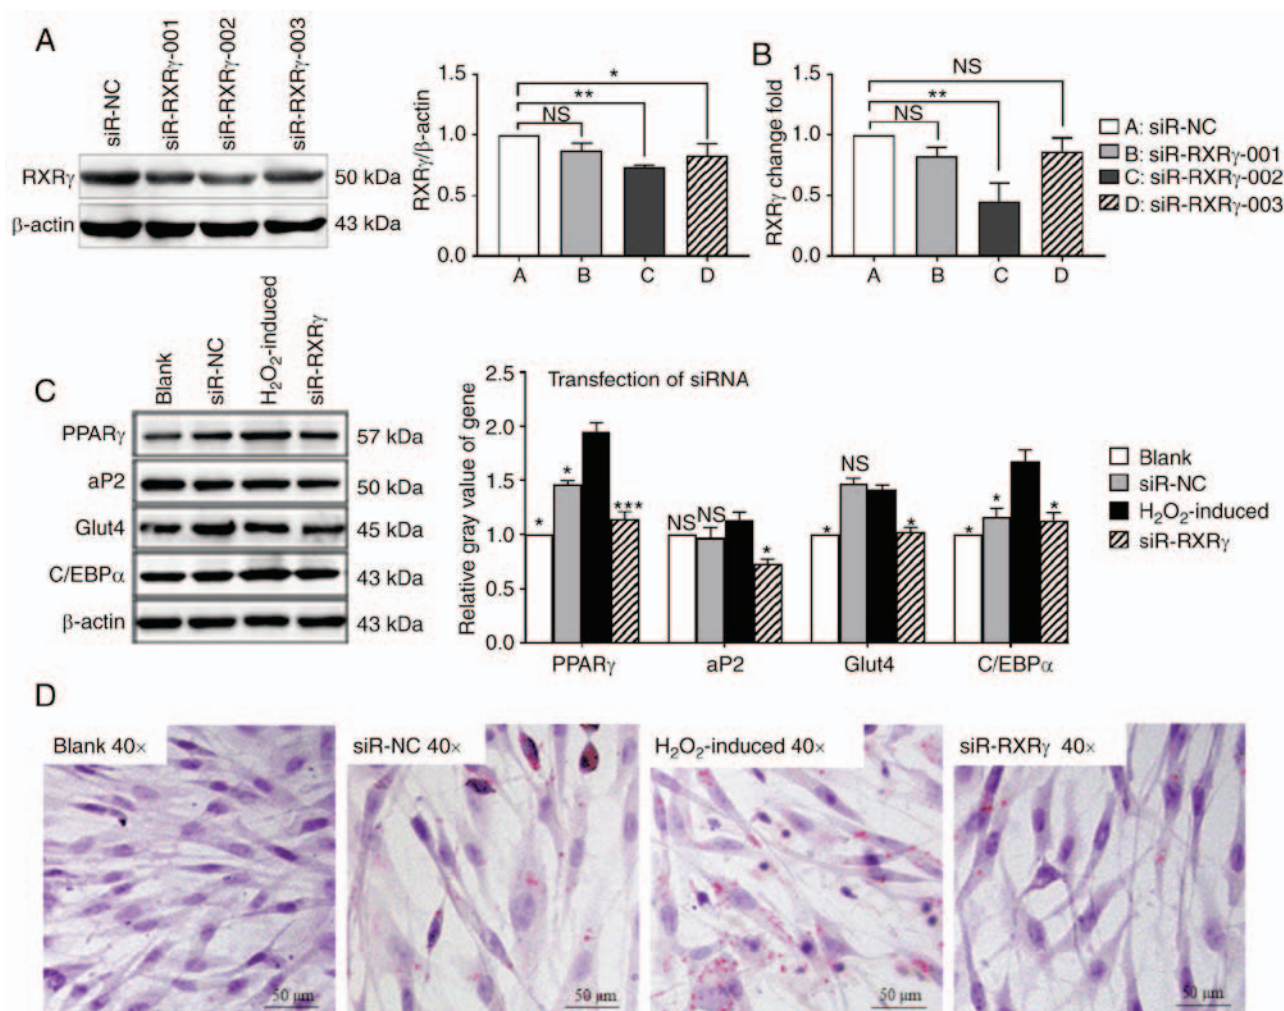 A
siR-NC
siR-RXRγ-001
siR-RXRγ-002
siR-RXRγ-003
RXRγ
50 kDa
β-actin
43 kDa
RXRγ/β-actin
1.5
1.0
0.5
0.0
*
**
NS
A B C D
B
RXRγ change fold
1.5
1.0
0.5
0.0
NS
**
NS
A B C D
A: siR-NC
B: siR-RXRγ-001
C: siR-RXRγ-002
D: siR-RXRγ-003
C
Blank
siR-NC
H₂O₂-induced
siR-RXRγ
PPARγ 57 kDa
aP2 50 kDa
Glut4 45 kDa
C/EBPα 43 kDa
β-actin 43 kDa
Relative gray value of gene
2.5
2.0
1.5
1.0
0.5
0.0
Transfection of siRNA
* * ***
NS NS *
* NS *
* * *
PPARγ aP2 Glut4 C/EBPα
Blank
siR-NC
H₂O₂-induced
siR-RXRγ
D
Blank 40×
siR-NC 40×
H₂O₂-induced 40×
siR-RXRγ 40×
50 μm
50 μm
50 μm
50 μm